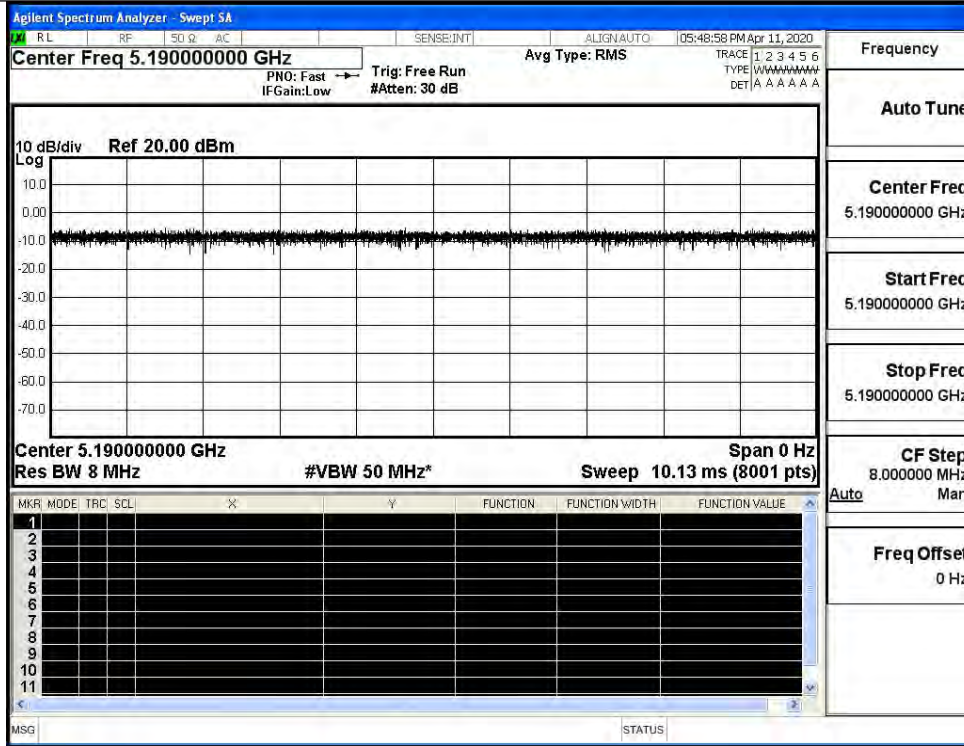 Agilent Spectrum Analyzer - Swept SA
LXI RL RF 50 Ω AC SENSE:INT ALIGNAUTO 05:48:58 PM Apr 11, 2020
Center Freq 5.190000000 GHz
PNO: Fast
IFGain:Low
Trig: Free Run
#Atten: 30 dB
Avg Type: RMS
TRACE 1 2 3 4 5 6
TYPE WWWWWW
DET A A A A A A
10 dB/div Ref 20.00 dBm
Log
10.0
0.00
-10.0
-20.0
-30.0
-40.0
-50.0
-60.0
-70.0
Center 5.190000000 GHz Span 0 Hz
Res BW 8 MHz #VBW 50 MHz* Sweep 10.13 ms (8001 pts)
MKR MODE TRC SCL X Y FUNCTION FUNCTION WIDTH FUNCTION VALUE
1
2
3
4
5
6
7
8
9
10
11
MSG STATUS
Frequency
Auto Tune
Center Freq
5.190000000 GHz
Start Freq
5.190000000 GHz
Stop Freq
5.190000000 GHz
CF Step
8.000000 MHz
Auto Man
Freq Offset
0 Hz